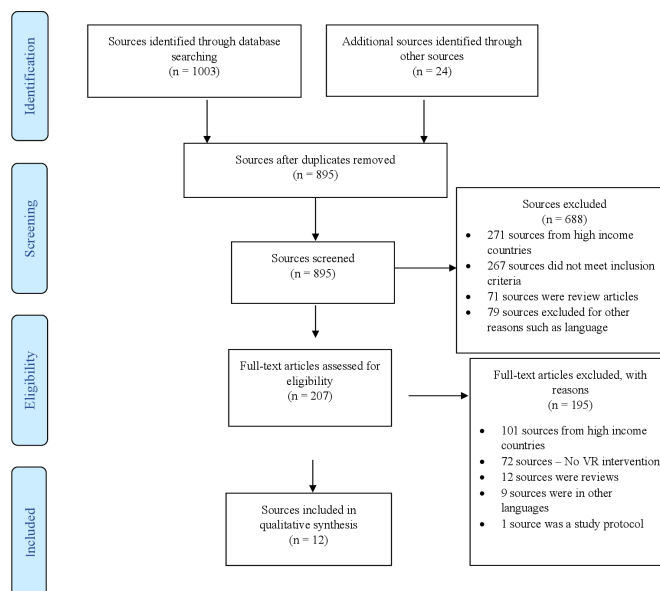 Identification
Sources identified through database
searching
(n = 1003)
Additional sources identified through
other sources
(n = 24)
Sources after duplicates removed
(n = 895)
Screening
Sources screened
(n = 895)
Sources excluded
(n = 688)
• 271 sources from high income
countries
• 267 sources did not meet inclusion
criteria
• 71 sources were review articles
• 79 sources excluded for other
reasons such as language
Eligibility
Full-text articles assessed for
eligibility
(n = 207)
Full-text articles excluded, with
reasons
(n = 195)
• 101 sources from high income
countries
• 72 sources – No VR intervention
• 12 sources were reviews
• 9 sources were in other
languages
• 1 source was a study protocol
Included
Sources included in
qualitative synthesis
(n = 12)